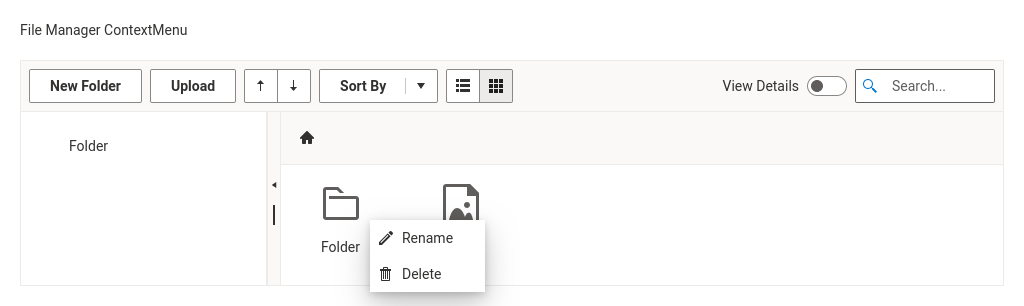 File Manager ContextMenu
New Folder Upload Sort By View Details Search...
Folder
Folder
Rename
Delete